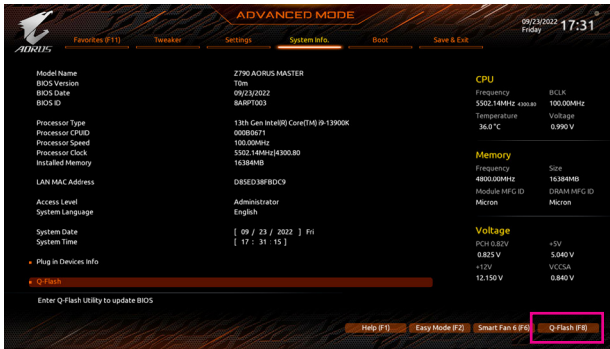 ADVANCED MODE
09/23/2022 Friday 17:31
AORUS
Favorites (F11) Tweaker Settings System Info. Boot Save & Exit
Model Name Z790 AORUS MASTER
BIOS Version T0m
BIOS Date 09/23/2022
BIOS ID 8ARPT003
Processor Type 13th Gen Intel(R) Core(TM) i9-13900K
Processor CPUID 000B0671
Processor Speed 100.00MHz
Processor Clock 5502.14MHz|4300.80
Installed Memory 16384MB
LAN MAC Address D85ED38FBDC9
Access Level Administrator
System Language English
System Date [ 09 / 23 / 2022 ] Fri
System Time [ 17 : 31 : 15 ]
Plug in Devices Info
Q-Flash
Enter Q-Flash Utility to update BIOS
CPU
Frequency BCLK
5502.14MHz 4300.80 100.00MHz
Temperature Voltage
36.0 °C 0.990 V
Memory
Frequency Size
4800.00MHz 16384MB
Module MFG ID DRAM MFG ID
Micron Micron
Voltage
PCH 0.82V +5V
0.825 V 5.040 V
+12V VCCSA
12.150 V 0.840 V
Help (F1) Easy Mode (F2) Smart Fan 6 (F6) Q-Flash (F8)